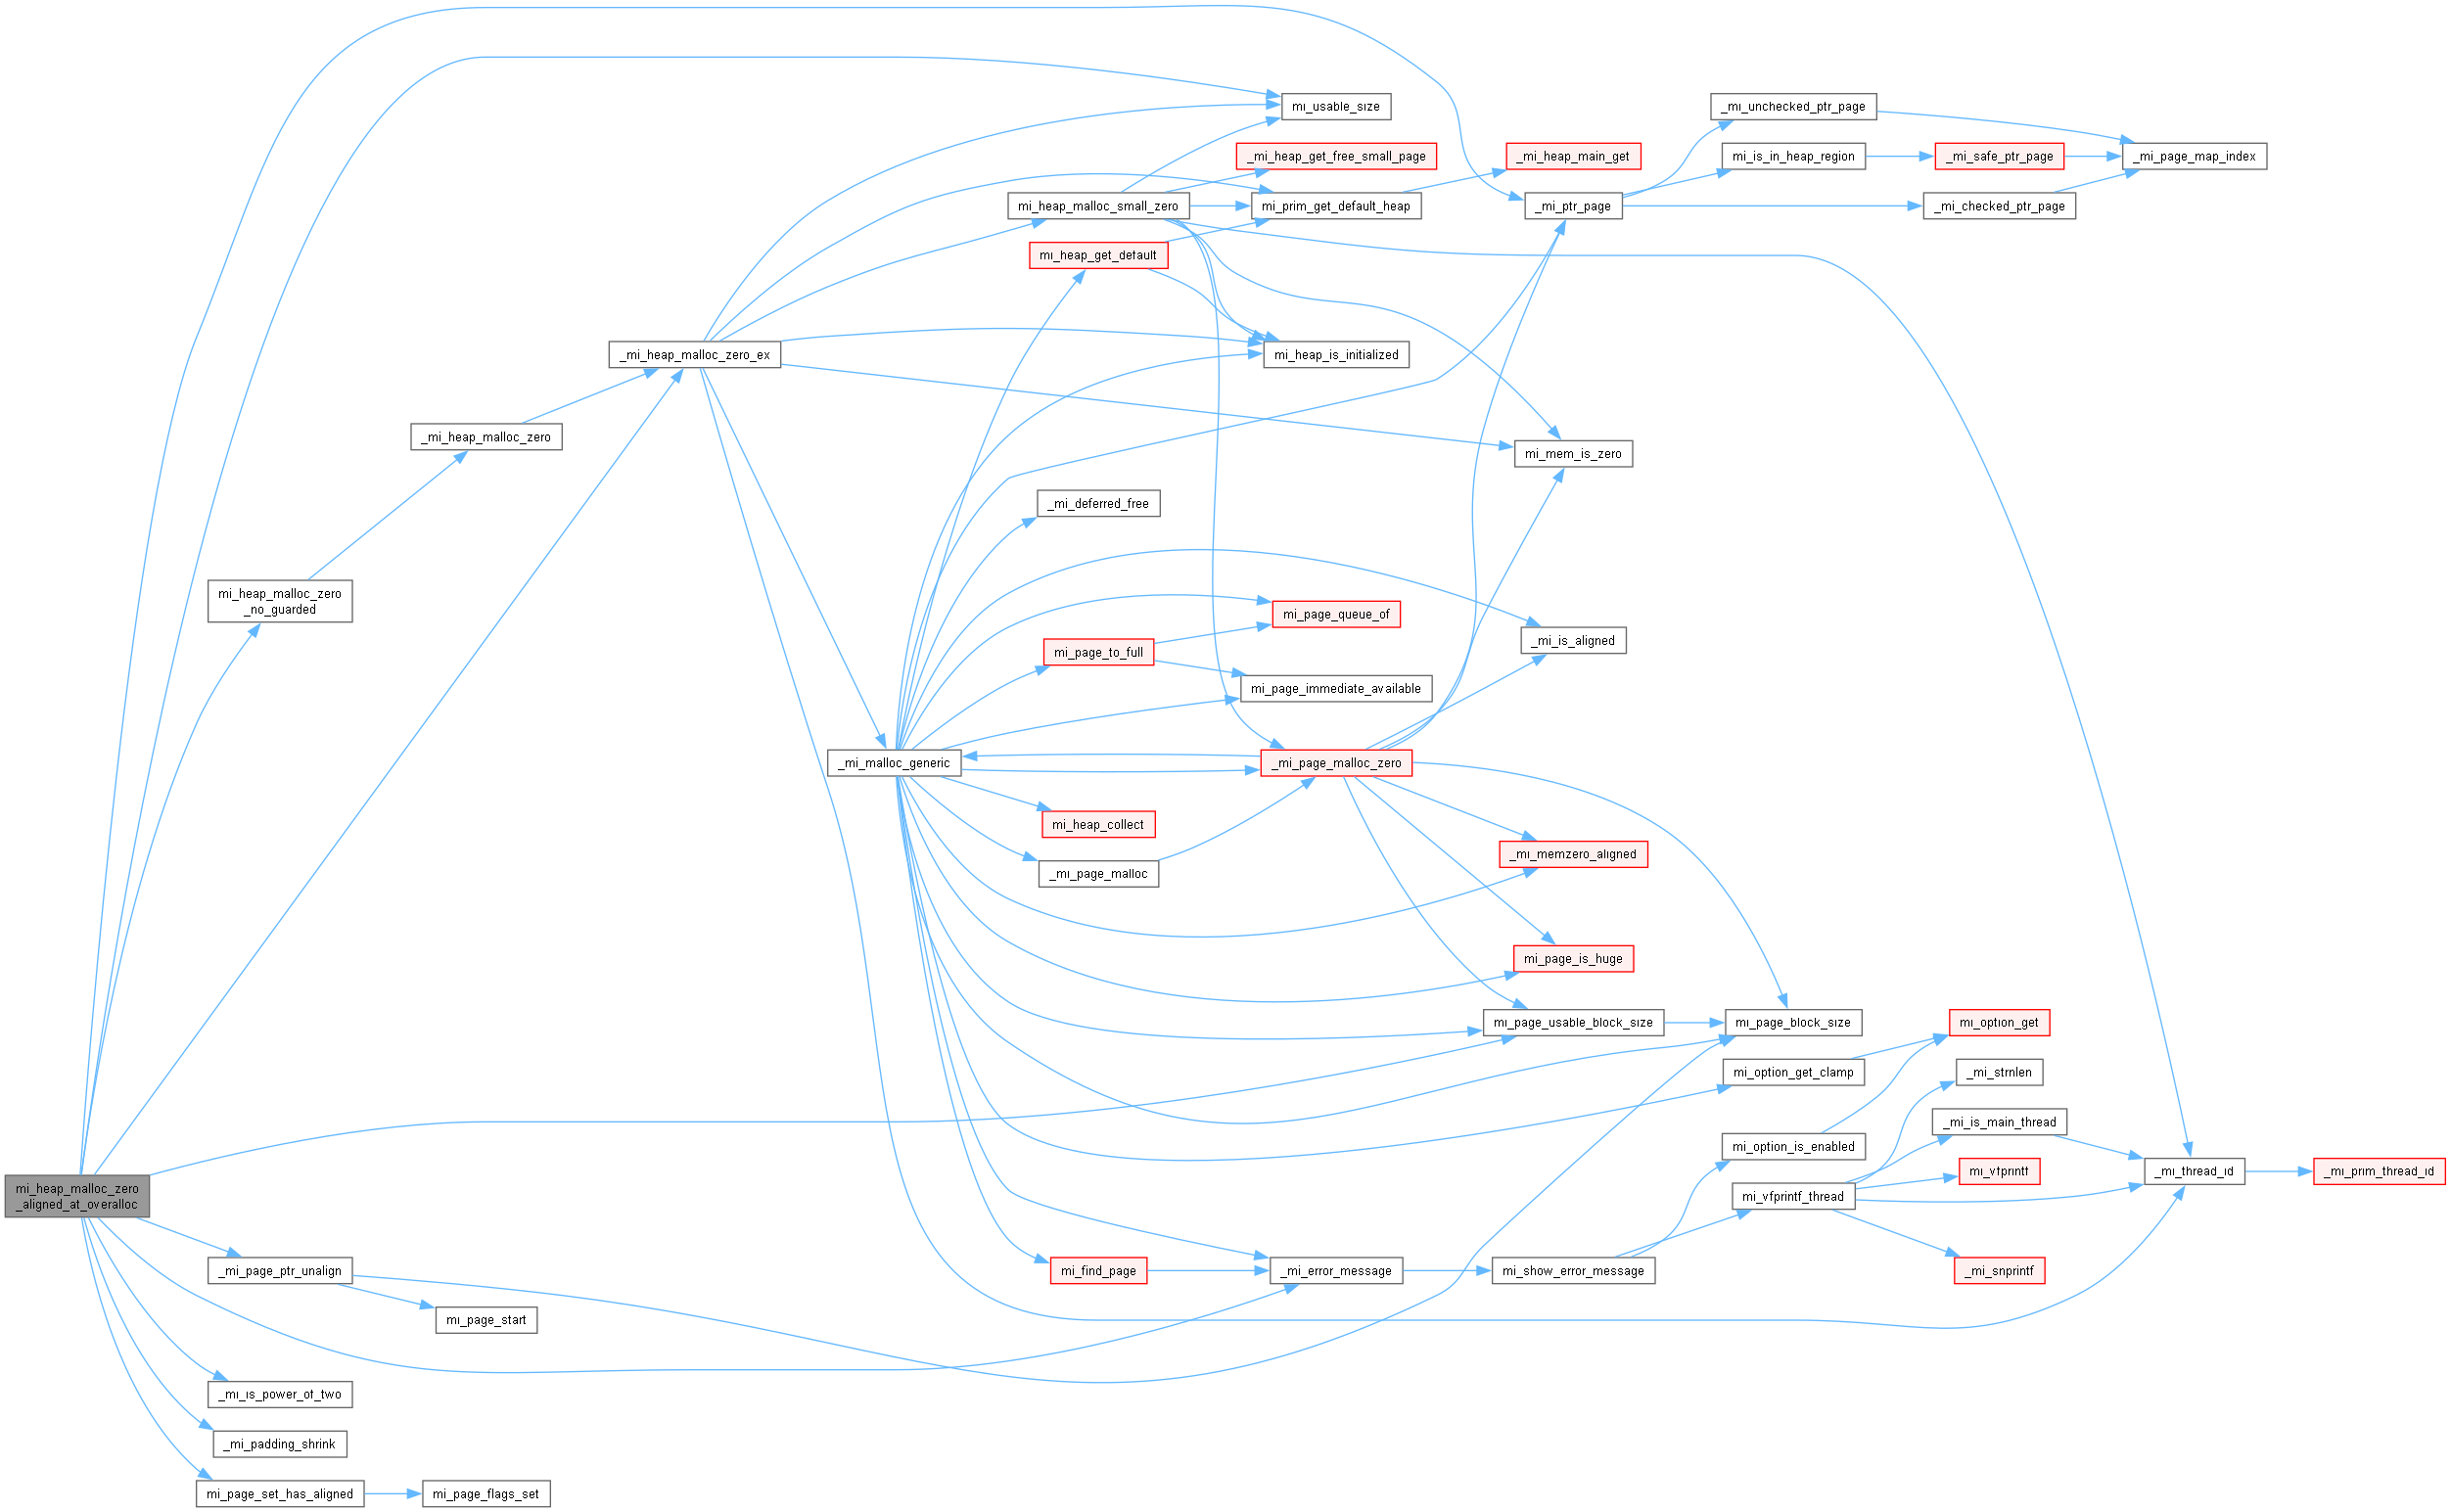 mi_usable_size
_mi_unchecked_ptr_page
_mi_heap_get_free_small_page
_mi_heap_main_get
mi_is_in_heap_region
_mi_safe_ptr_page
_mi_page_map_index
mi_heap_malloc_small_zero
mi_prim_get_default_heap
_mi_ptr_page
_mi_checked_ptr_page
mi_heap_get_default
_mi_heap_malloc_zero_ex
mi_heap_is_initialized
_mi_heap_malloc_zero
mi_mem_is_zero
_mi_deferred_free
mi_heap_malloc_zero
_no_guarded
mi_page_queue_of
_mi_is_aligned
mi_page_to_full
mi_page_immediate_available
_mi_malloc_generic
_mi_page_malloc_zero
mi_heap_collect
_mi_memzero_aligned
_mi_page_malloc
mi_page_is_huge
mi_page_usable_block_size
mi_page_block_size
mi_option_get
mi_option_get_clamp
_mi_strnlen
_mi_is_main_thread
mi_option_is_enabled
mi_vfprintf
_mi_thread_id
_mi_prim_thread_id
mi_heap_malloc_zero
_aligned_at_overalloc
mi_vfprintf_thread
_mi_page_ptr_unalign
mi_find_page
_mi_error_message
mi_show_error_message
_mi_snprintf
mi_page_start
_mi_is_power_of_two
_mi_padding_shrink
mi_page_set_has_aligned
mi_page_flags_set